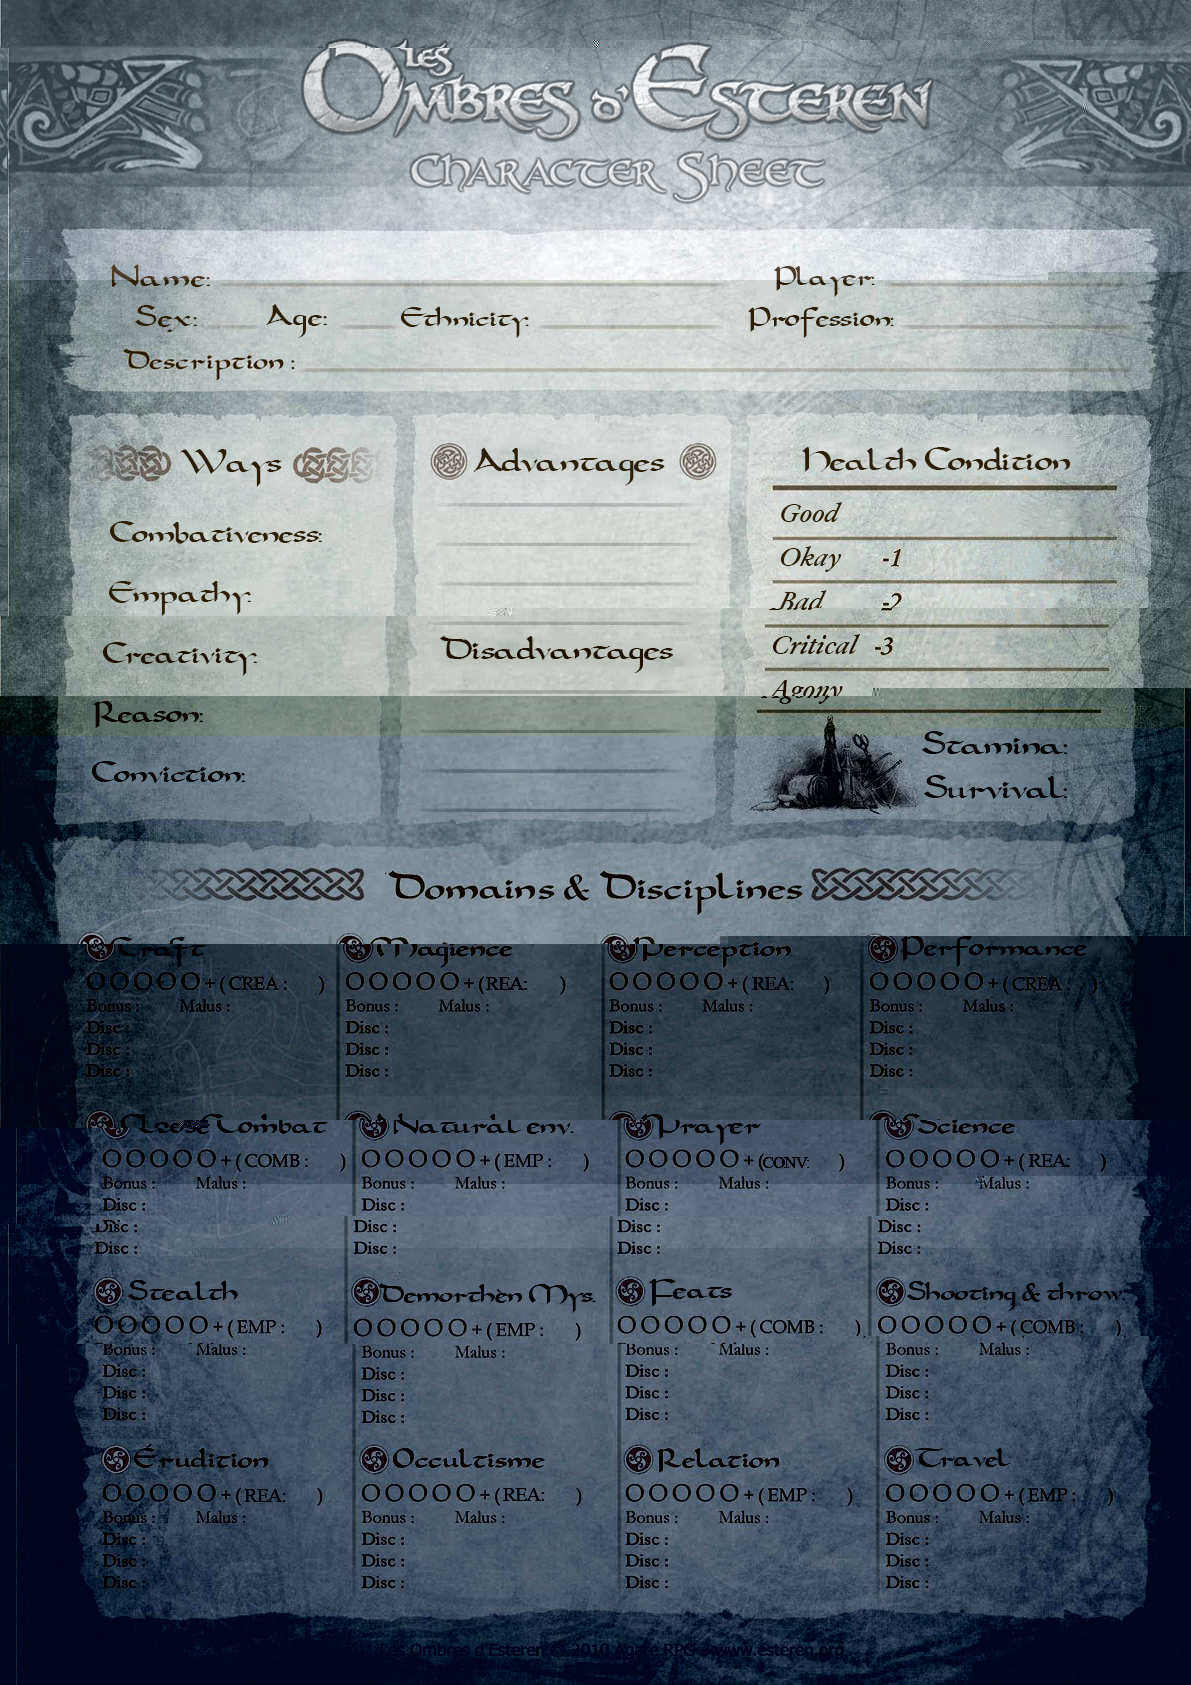 Les
Ombres d'Esteren
Character Sheet
Name: Player:
Sex: Age: Ethnicity: Profession:
Description :
Ways Advantages Health Condition
Good
Combativeness:
Okay -1
Empathy: Bad -2
Creativity: Disadvantages Critical -3
Agony
Reason:
Stamina:
Conviction:
Survival:
Domains & Disciplines
Craft Magience Perception Performance
OOOOO+ ( CREA : ) OOOOO+ (REA: ) OOOOO+ ( REA: ) OOOOO+ ( CREA : )
Bonus : Malus : Bonus : Malus : Bonus : Malus : Bonus : Malus :
Disc : Disc : Disc : Disc :
Disc : Disc : Disc : Disc :
Disc : Disc : Disc : Disc :
Close Combat Natural env. Prayer Science
OOOOO+ ( COMB : ) OOOOO+ ( EMP : ) OOOOO+ (CONV: ) OOOOO+ ( REA: )
Bonus : Malus : Bonus : Malus : Bonus : Malus : Bonus : Malus :
Disc : Disc : Disc : Disc :
Disc : Disc : Disc : Disc :
Disc : Disc : Disc : Disc :
Stealth Demorthèn Mys. Feats Shooting & throw.
OOOOO+ ( EMP : ) OOOOO+ ( EMP : ) OOOOO+ ( COMB : ) OOOOO+ ( COMB : )
Bonus : Malus : Bonus : Malus : Bonus : Malus : Bonus : Malus :
Disc : Disc : Disc : Disc :
Disc : Disc : Disc : Disc :
Disc : Disc : Disc : Disc :
Érudition Occultisme Relation Travel
OOOOO+ ( REA: ) OOOOO+ ( REA: ) OOOOO+ ( EMP : ) OOOOO+ ( EMP : )
Bonus : Malus : Bonus : Malus : Bonus : Malus : Bonus : Malus :
Disc : Disc : Disc : Disc :
Disc : Disc : Disc : Disc :
Disc : Disc : Disc : Disc :
Les Ombres d'Esteren © 2010 Agate RPG - www.esteren.org